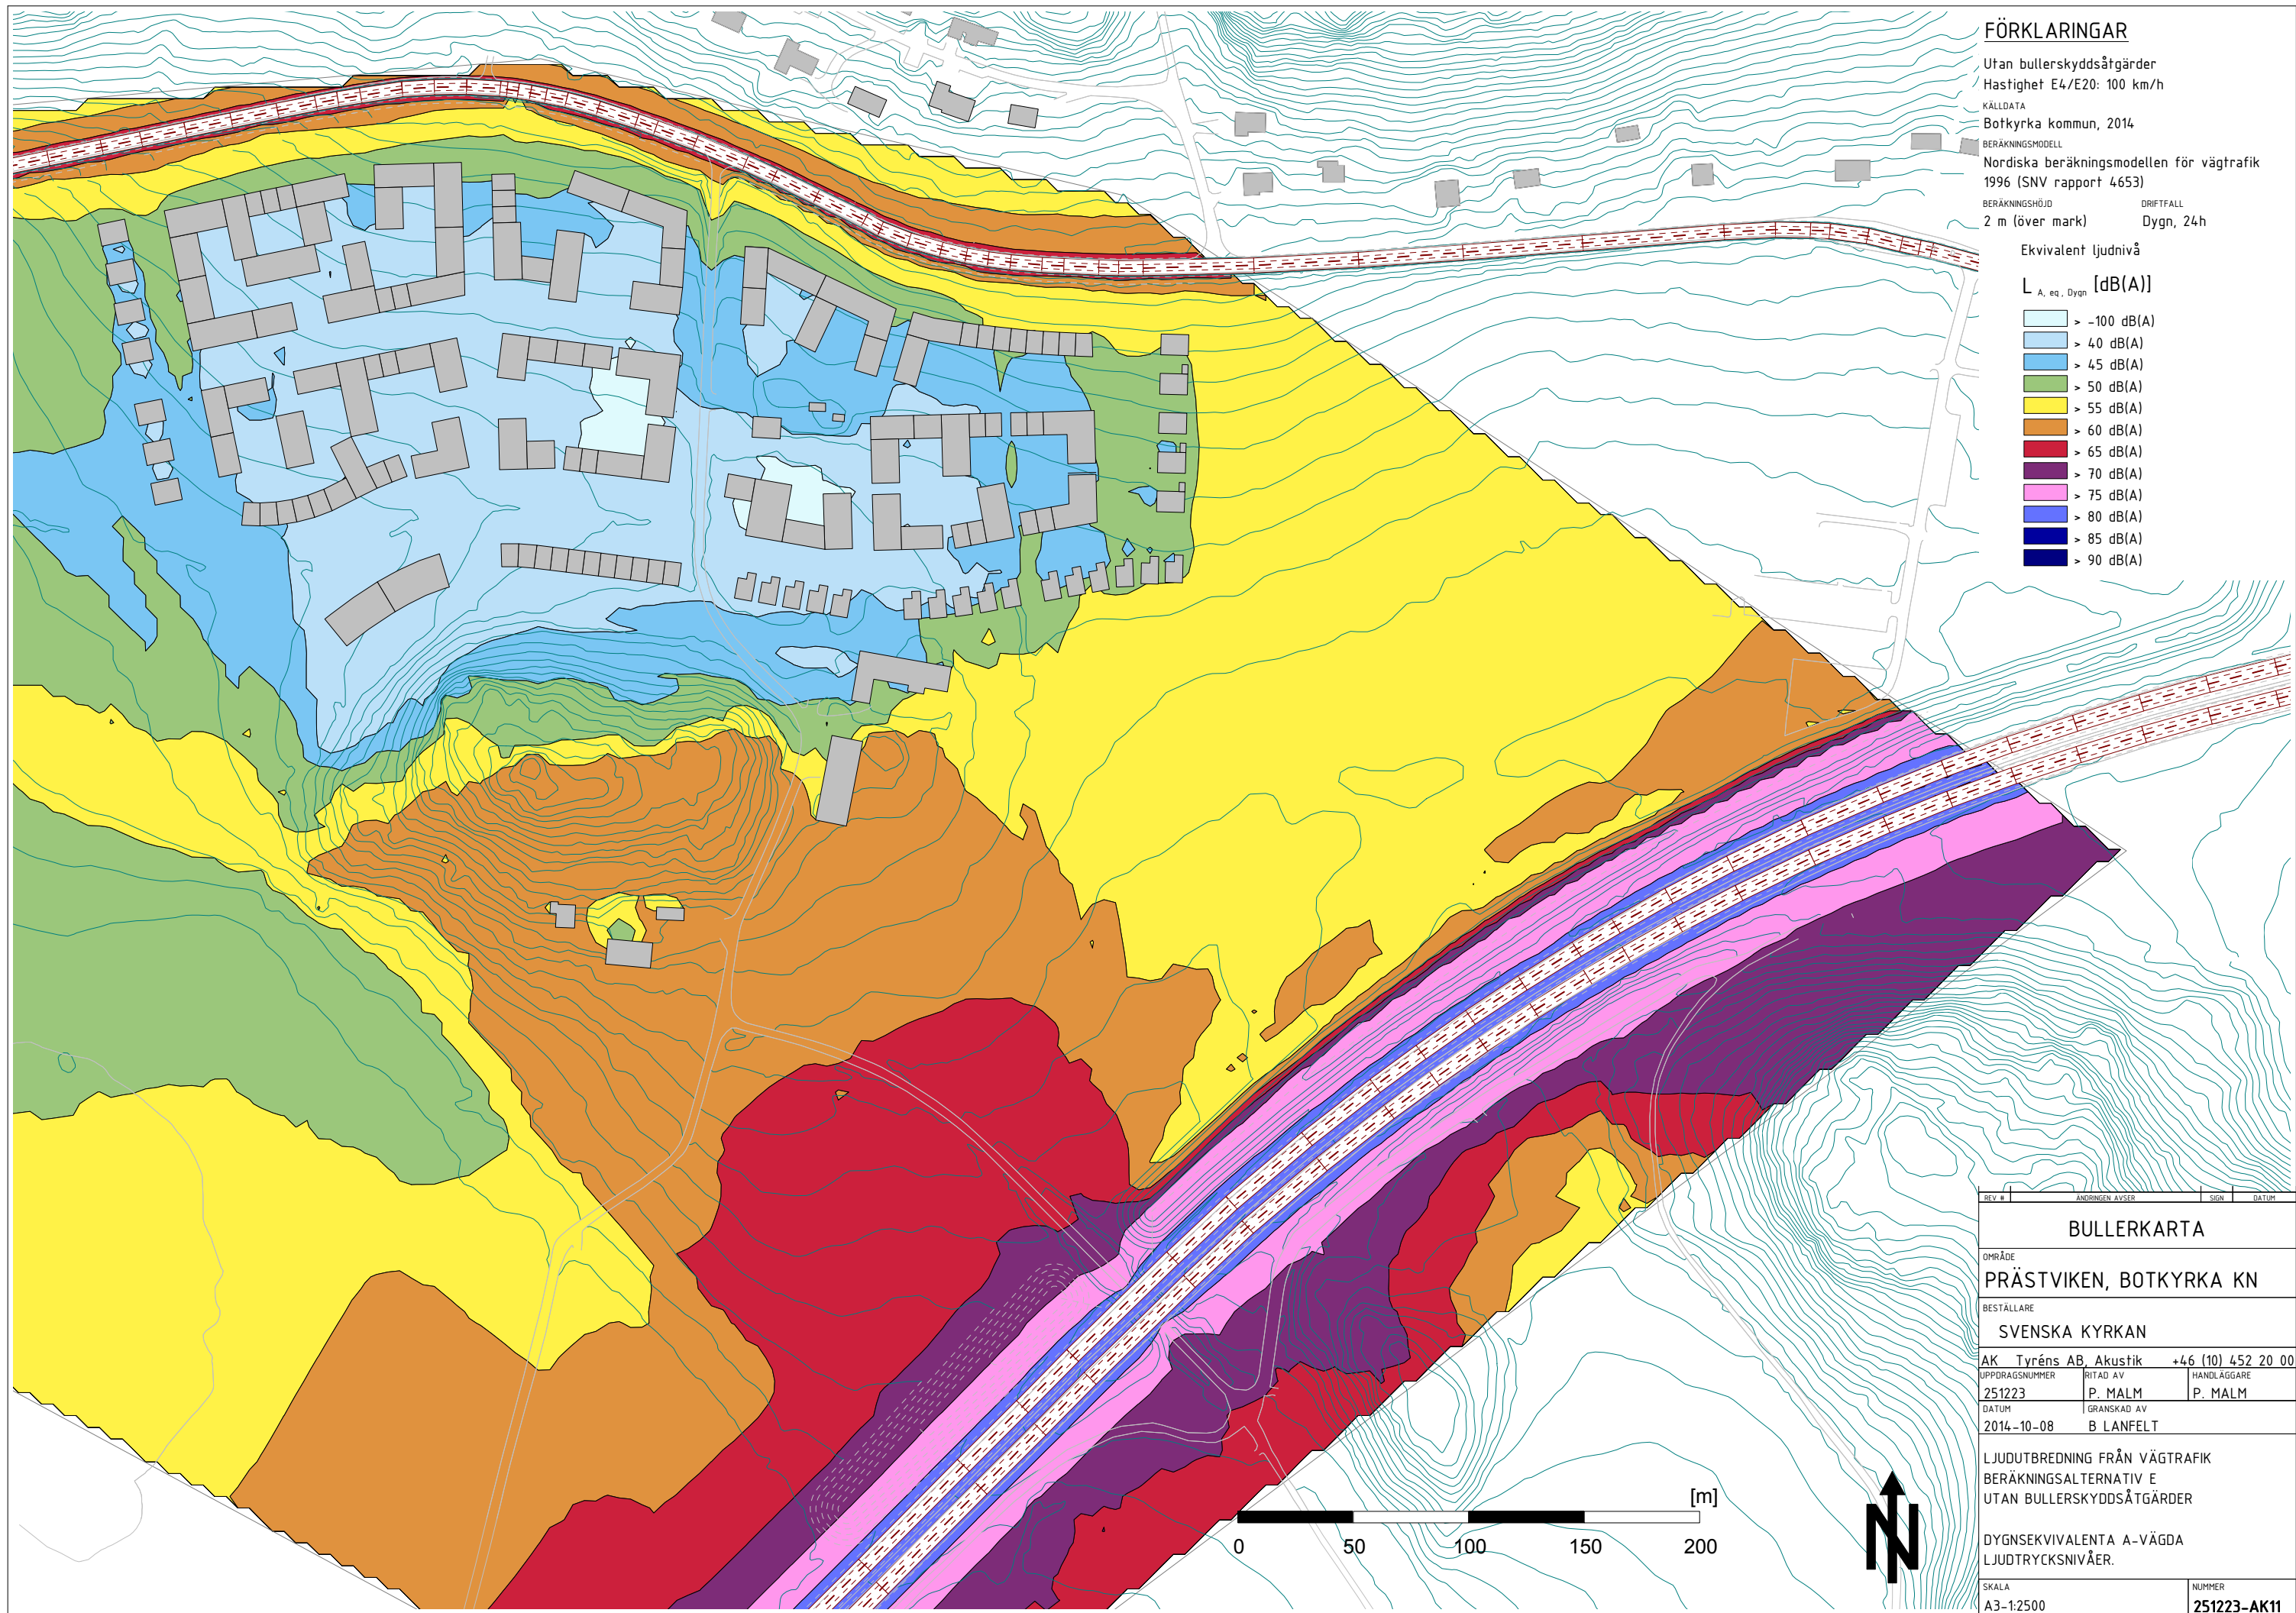 FÖRKLARINGAR
Utan bullerskyddsåtgärder
Hastighet E4/E20: 100 km/h
KÄLLDATA
Botkyrka kommun, 2014
BERÄKNINGSMODELL
Nordiska beräkningsmodellen för vägtrafik
1996 (SNV rapport 4653)
BERÄKNINGSHÖJD DRIFTFALL
2 m (över mark) Dygn, 24h
Ekvivalent ljudnivå
L A, eq, Dygn [dB(A)]
> -100 dB(A)
> 40 dB(A)
> 45 dB(A)
> 50 dB(A)
> 55 dB(A)
> 60 dB(A)
> 65 dB(A)
> 70 dB(A)
> 75 dB(A)
> 80 dB(A)
> 85 dB(A)
> 90 dB(A)
[m]
0 50 100 150 200
N
REV # ÄNDRINGEN AVSER SIGN DATUM
BULLERKARTA
OMRÅDE
PRÄSTVIKEN, BOTKYRKA KN
BESTÄLLARE
SVENSKA KYRKAN
AK Tyréns AB, Akustik +46 (10) 452 20 00
UPPDRAGSNUMMER RITAD AV HANDLÄGGARE
251223 P. MALM P. MALM
DATUM GRANSKAD AV
2014-10-08 B LANFELT
LJUDUTBREDNING FRÅN VÄGTRAFIK
BERÄKNINGSALTERNATIV E
UTAN BULLERSKYDDSÅTGÄRDER
DYGNSEKVIVALENTA A-VÄGDA
LJUDTRYCKSNIVÅER.
SKALA NUMMER
A3-1:2500 251223-AK11